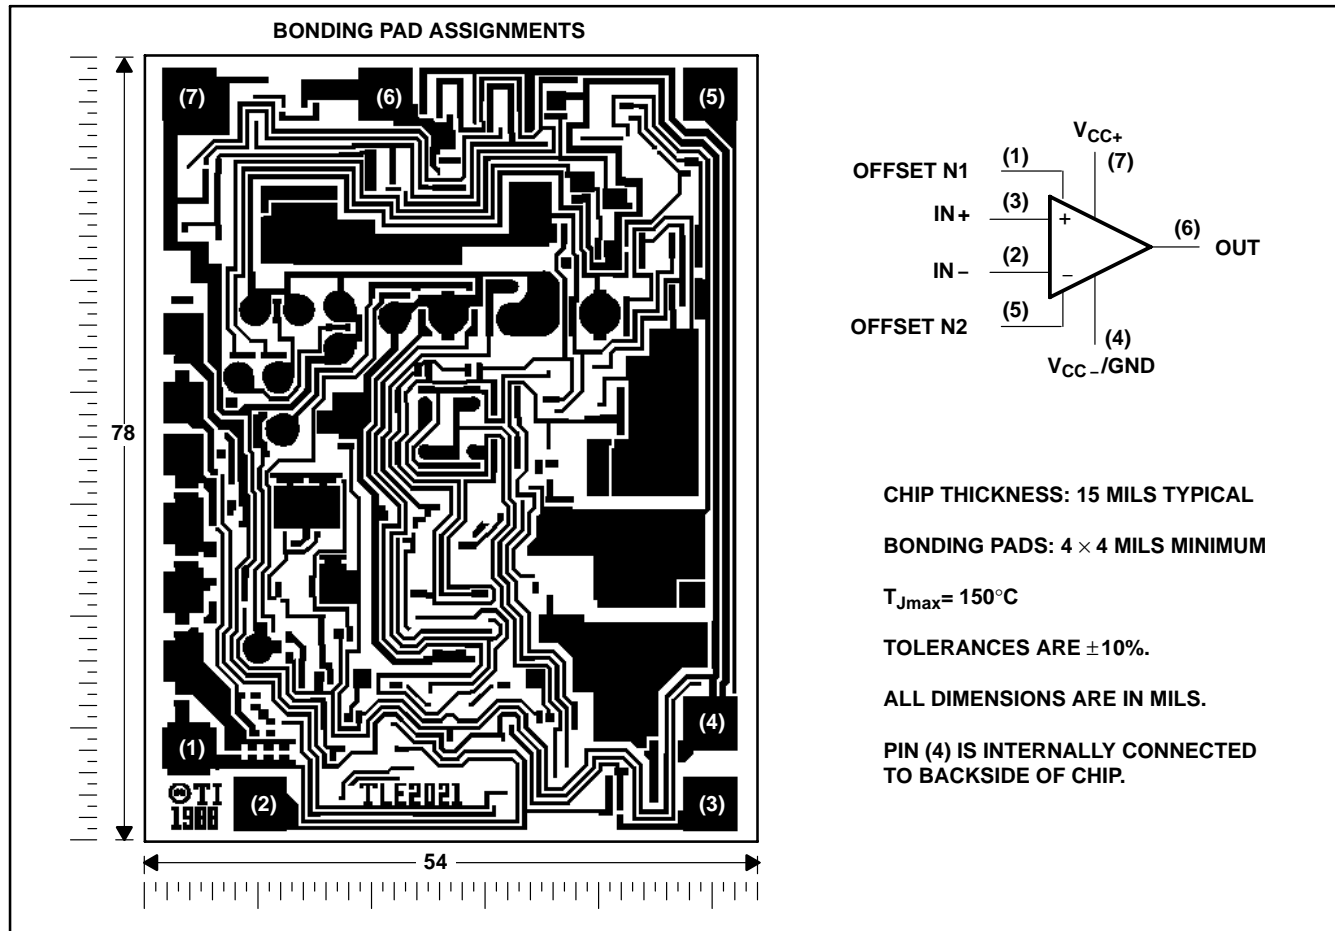 BONDING PAD ASSIGNMENTS
(7)
(6)
(5)
78
(1)
(2)
(4)
(3)
©TI
1988
TLE2021
54
VCC+
(7)
OFFSET N1
(1)
IN+
(3)
+
(6)
OUT
IN−
(2)
−
OFFSET N2
(5)
(4)
VCC−/GND
CHIP THICKNESS: 15 MILS TYPICAL
BONDING PADS: 4 × 4 MILS MINIMUM
TJmax= 150°C
TOLERANCES ARE ±10%.
ALL DIMENSIONS ARE IN MILS.
PIN (4) IS INTERNALLY CONNECTED
TO BACKSIDE OF CHIP.